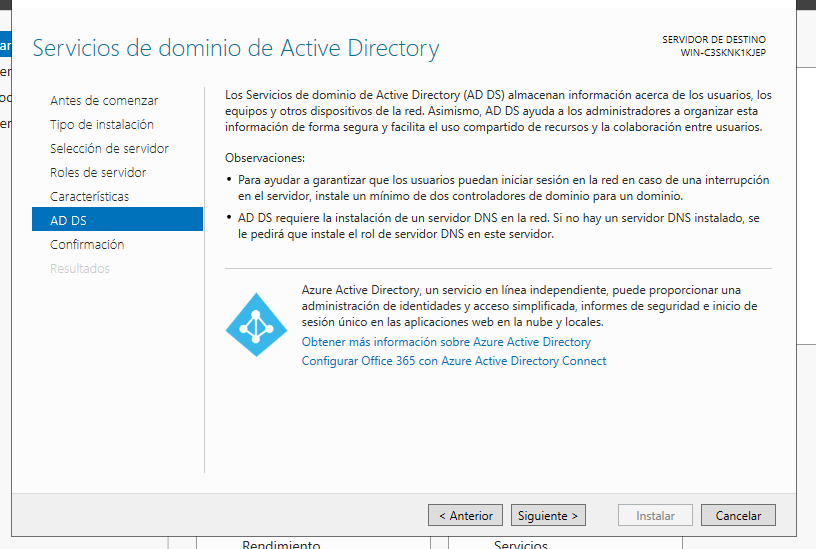 Servicios de dominio de Active Directory
SERVIDOR DE DESTINO
WIN-C3SKNK1KJEP
Antes de comenzar
Tipo de instalación
Selección de servidor
Roles de servidor
Características
AD DS
Confirmación
Resultados
Los Servicios de dominio de Active Directory (AD DS) almacenan información acerca de los usuarios, los
equipos y otros dispositivos de la red. Asimismo, AD DS ayuda a los administradores a organizar esta
información de forma segura y facilita el uso compartido de recursos y la colaboración entre usuarios.
Observaciones:
• Para ayudar a garantizar que los usuarios puedan iniciar sesión en la red en caso de una interrupción
en el servidor, instale un mínimo de dos controladores de dominio para un dominio.
• AD DS requiere la instalación de un servidor DNS en la red. Si no hay un servidor DNS instalado, se
le pedirá que instale el rol de servidor DNS en este servidor.
Azure Active Directory, un servicio en línea independiente, puede proporcionar una
administración de identidades y acceso simplificada, informes de seguridad e inicio de
sesión único en las aplicaciones web en la nube y locales.
Obtener más información sobre Azure Active Directory
Configurar Office 365 con Azure Active Directory Connect
< Anterior
Siguiente >
Instalar
Cancelar
Rendimiento
Servicios